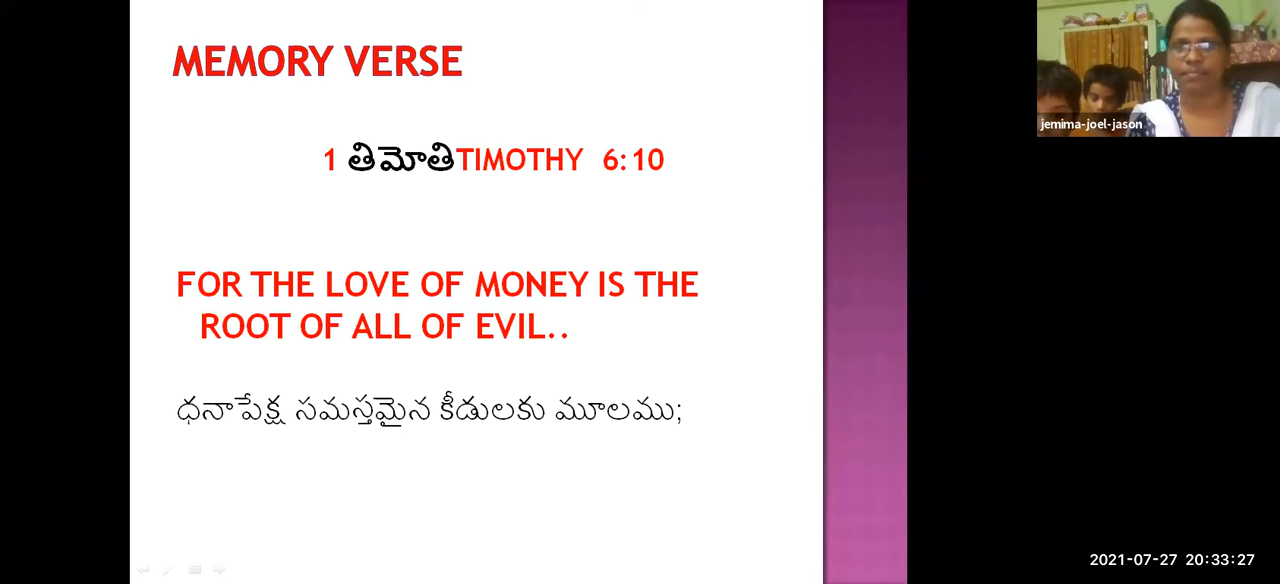 MEMORY VERSE
1 తిమోతిTIMOTHY 6:10
FOR THE LOVE OF MONEY IS THE
ROOT OF ALL OF EVIL..
ధనాపేక్ష సమస్తమైన కీడులకు మూలము;
jemima-joel-jason
2021-07-27 20:33:27